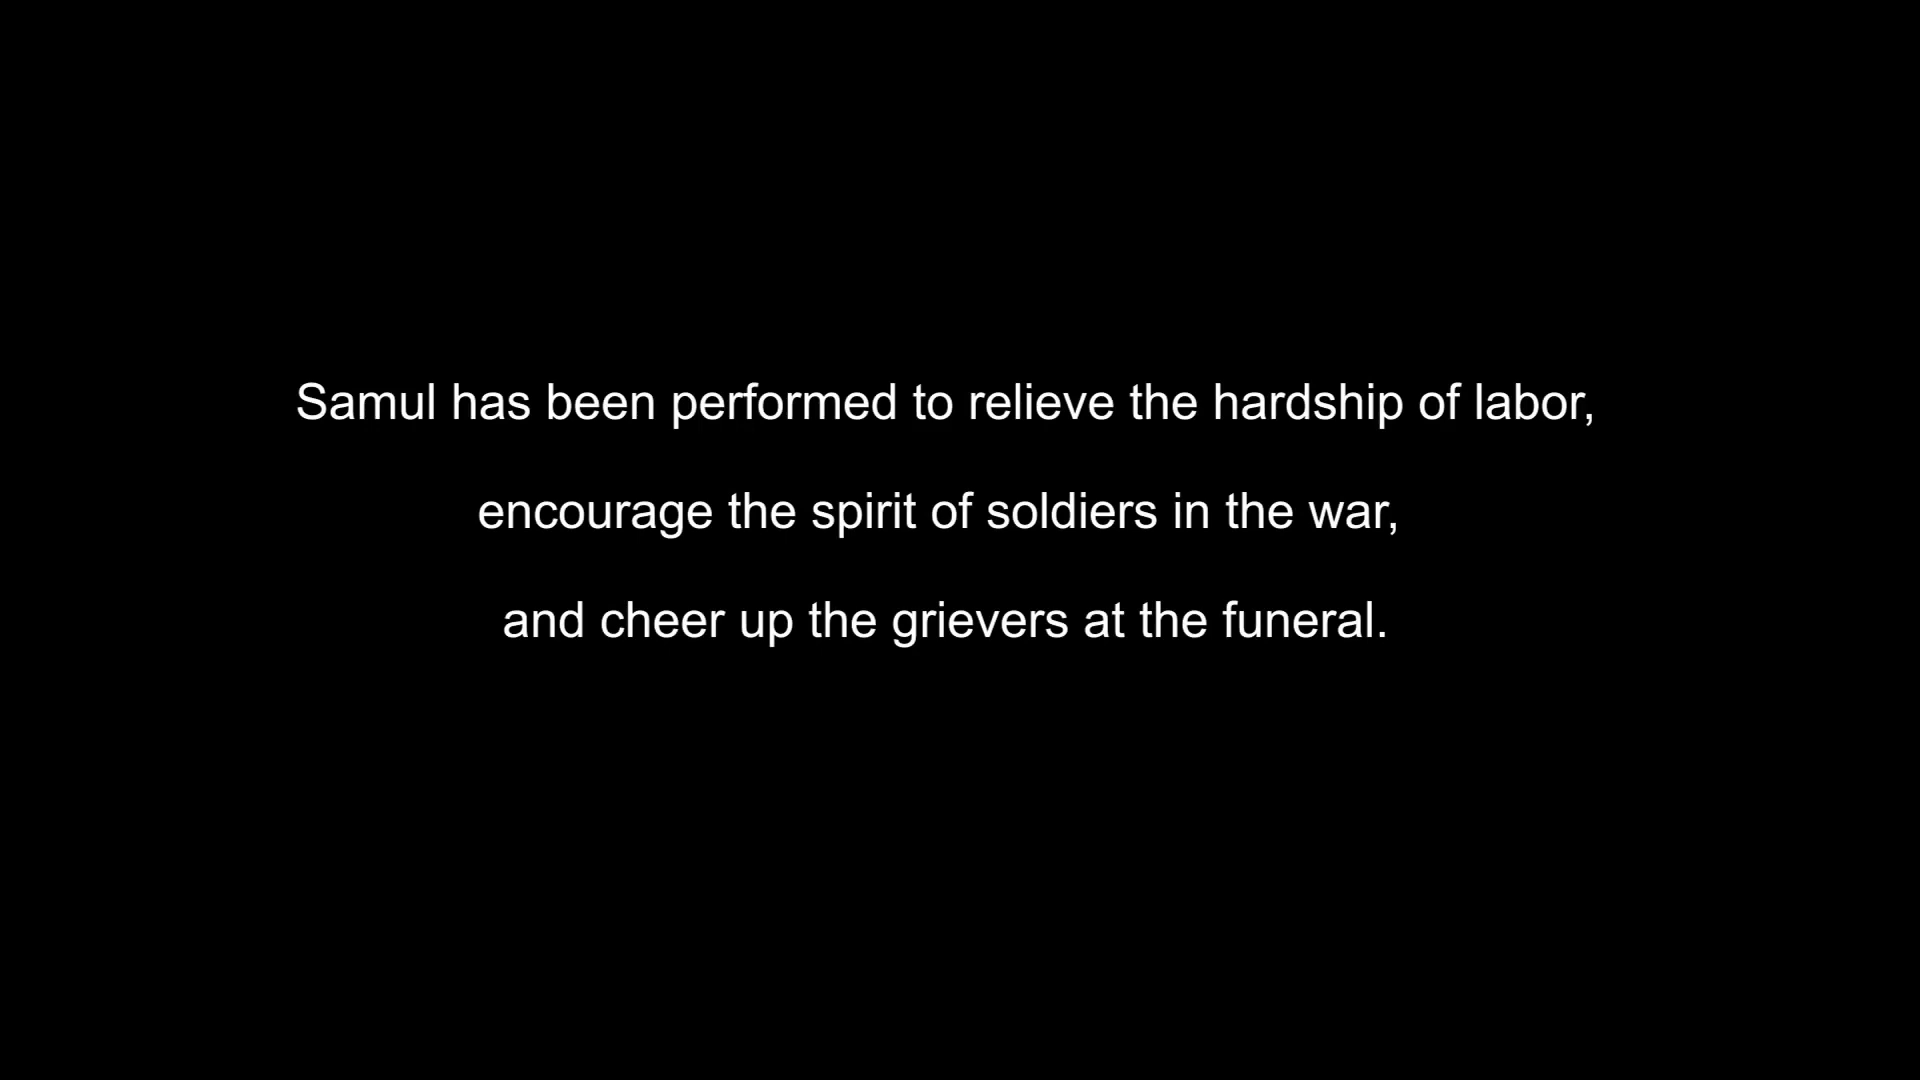 Samul has been performed to relieve the hardship of labor,
encourage the spirit of soldiers in the war,
and cheer up the grievers at the funeral.